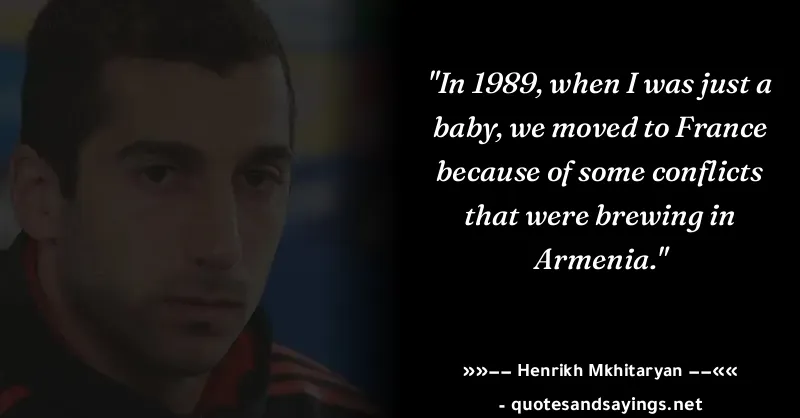 "In 1989, when I was just a
baby, we moved to France
because of some conflicts
that were brewing in
Armenia."
»»–– Henrikh Mkhitaryan ––««
- quotesandsayings.net